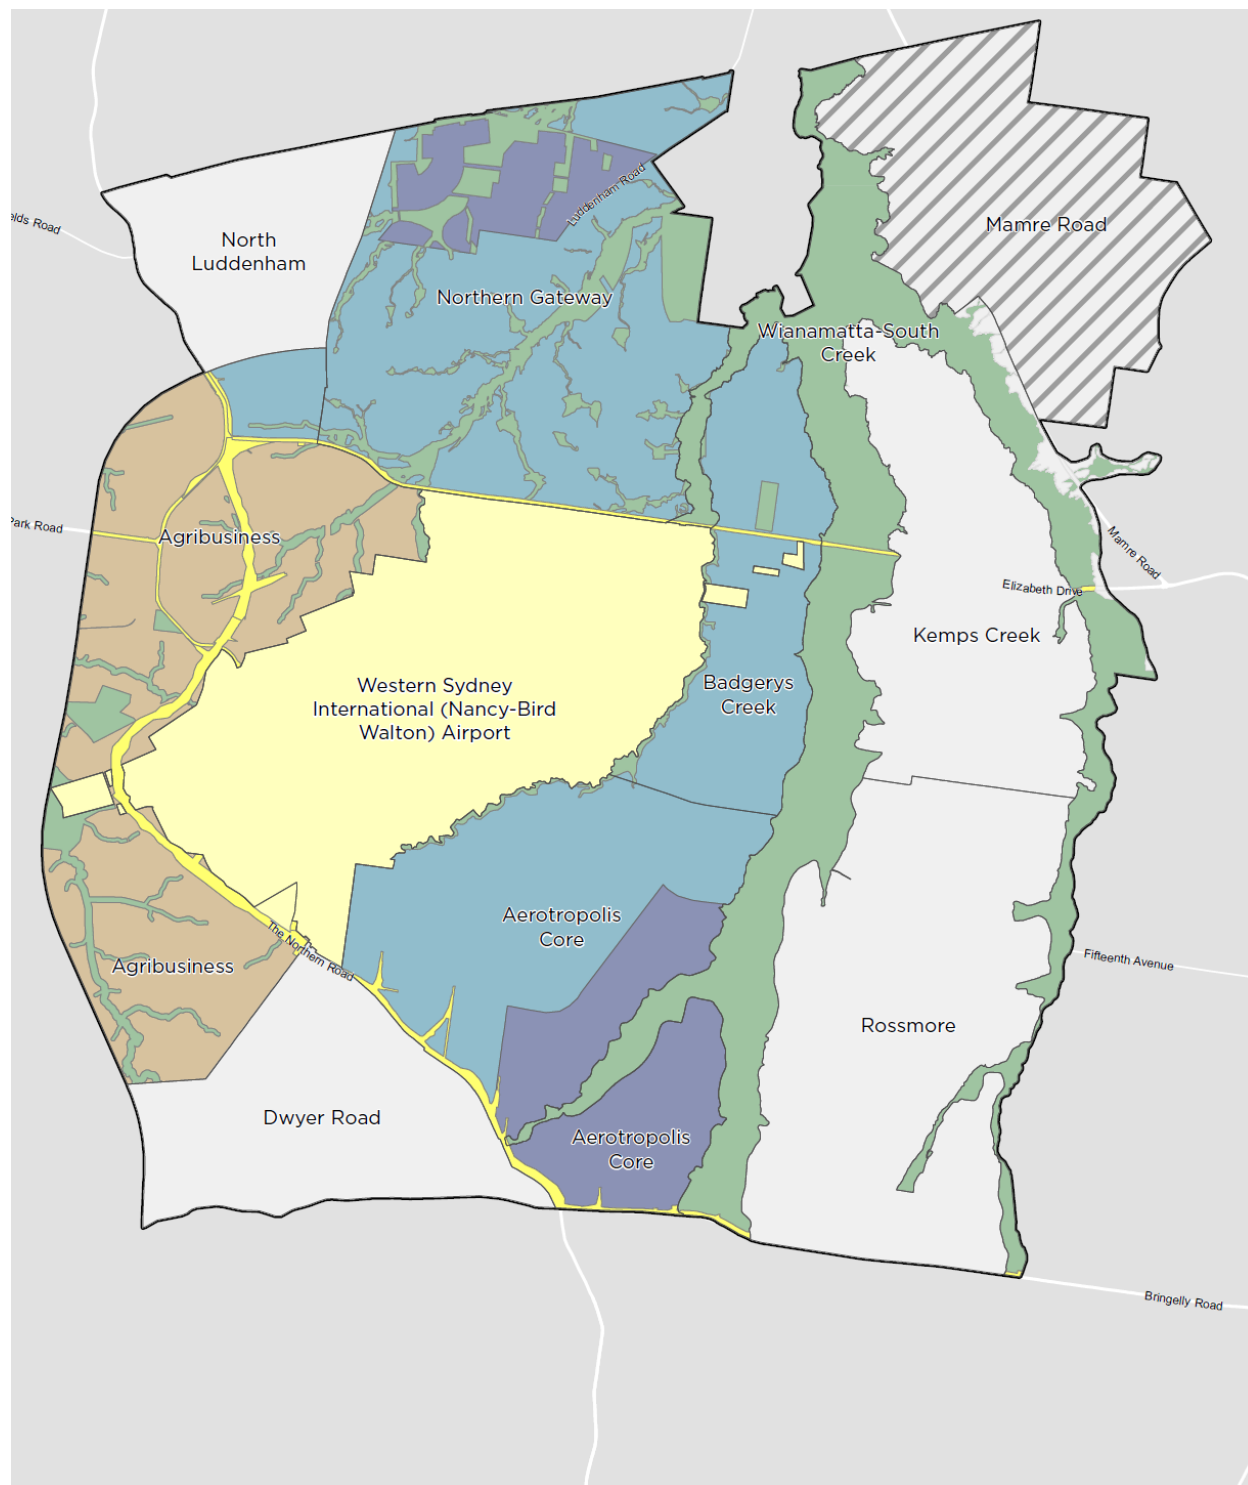 Mamre Road
elds Road
Luddenham Road
North
Luddenham
Northern Gateway
Wianamatta-South
Creek
Park Road
Agribusiness
Mamre Road
Elizabeth Drive
Kemps Creek
Western Sydney
International (Nancy-Bird
Walton) Airport
Badgerys
Creek
Aerotropolis
Core
The Northern Road
Agribusiness
Fifteenth Avenue
Rossmore
Dwyer Road
Aerotropolis
Core
Bringelly Road